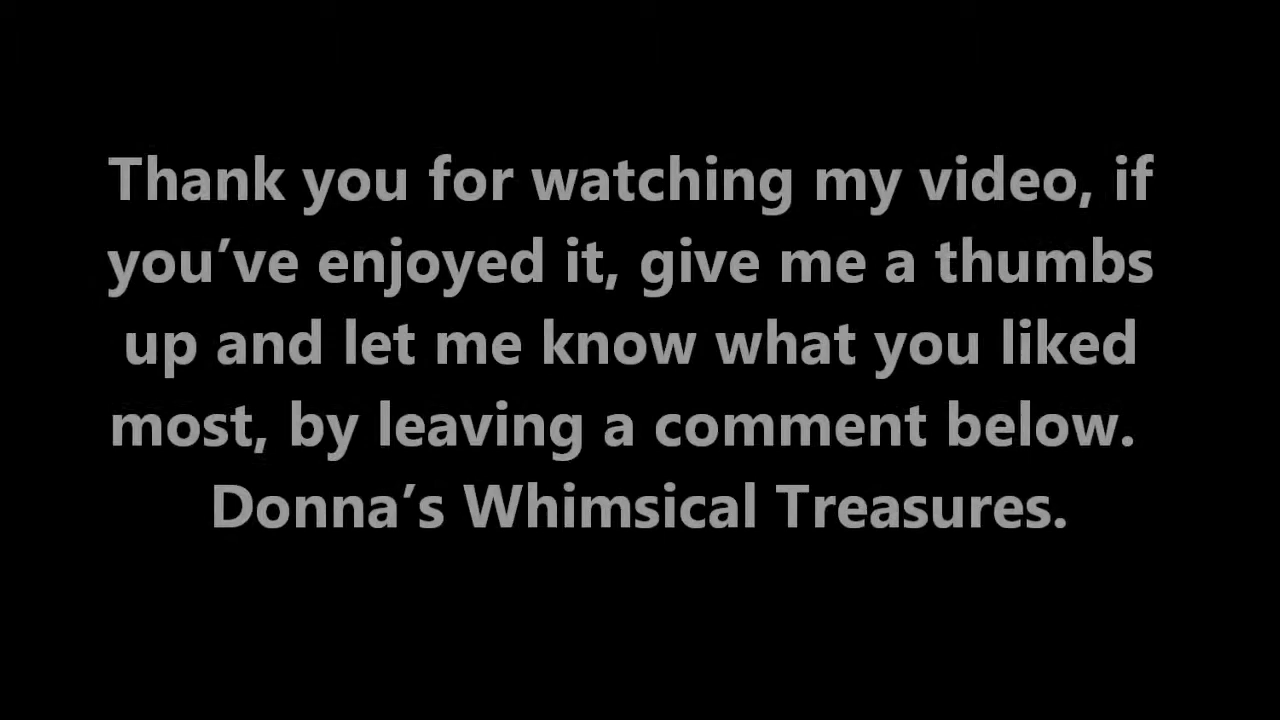 Thank you for watching my video, if
you’ve enjoyed it, give me a thumbs
up and let me know what you liked
most, by leaving a comment below.
Donna’s Whimsical Treasures.